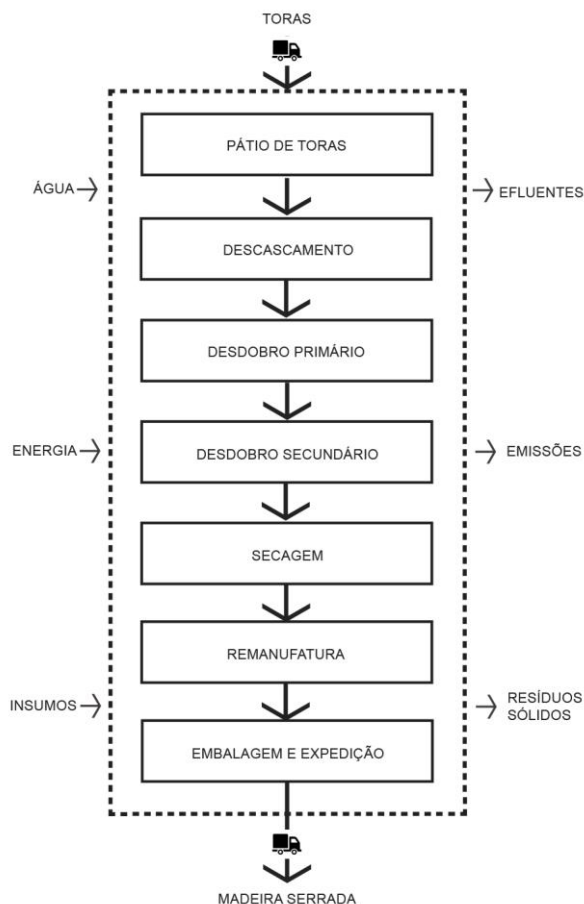 TORAS
PÁTIO DE TORAS
ÁGUA
EFLUENTES
DESCASCAMENTO
DESDOBRO PRIMÁRIO
ENERGIA
DESDOBRO SECUNDÁRIO
EMISSÕES
SECAGEM
REMANUFATURA
INSUMOS
RESÍDUOS
SÓLIDOS
EMBALAGEM E EXPEDIÇÃO
MADEIRA SERRADA